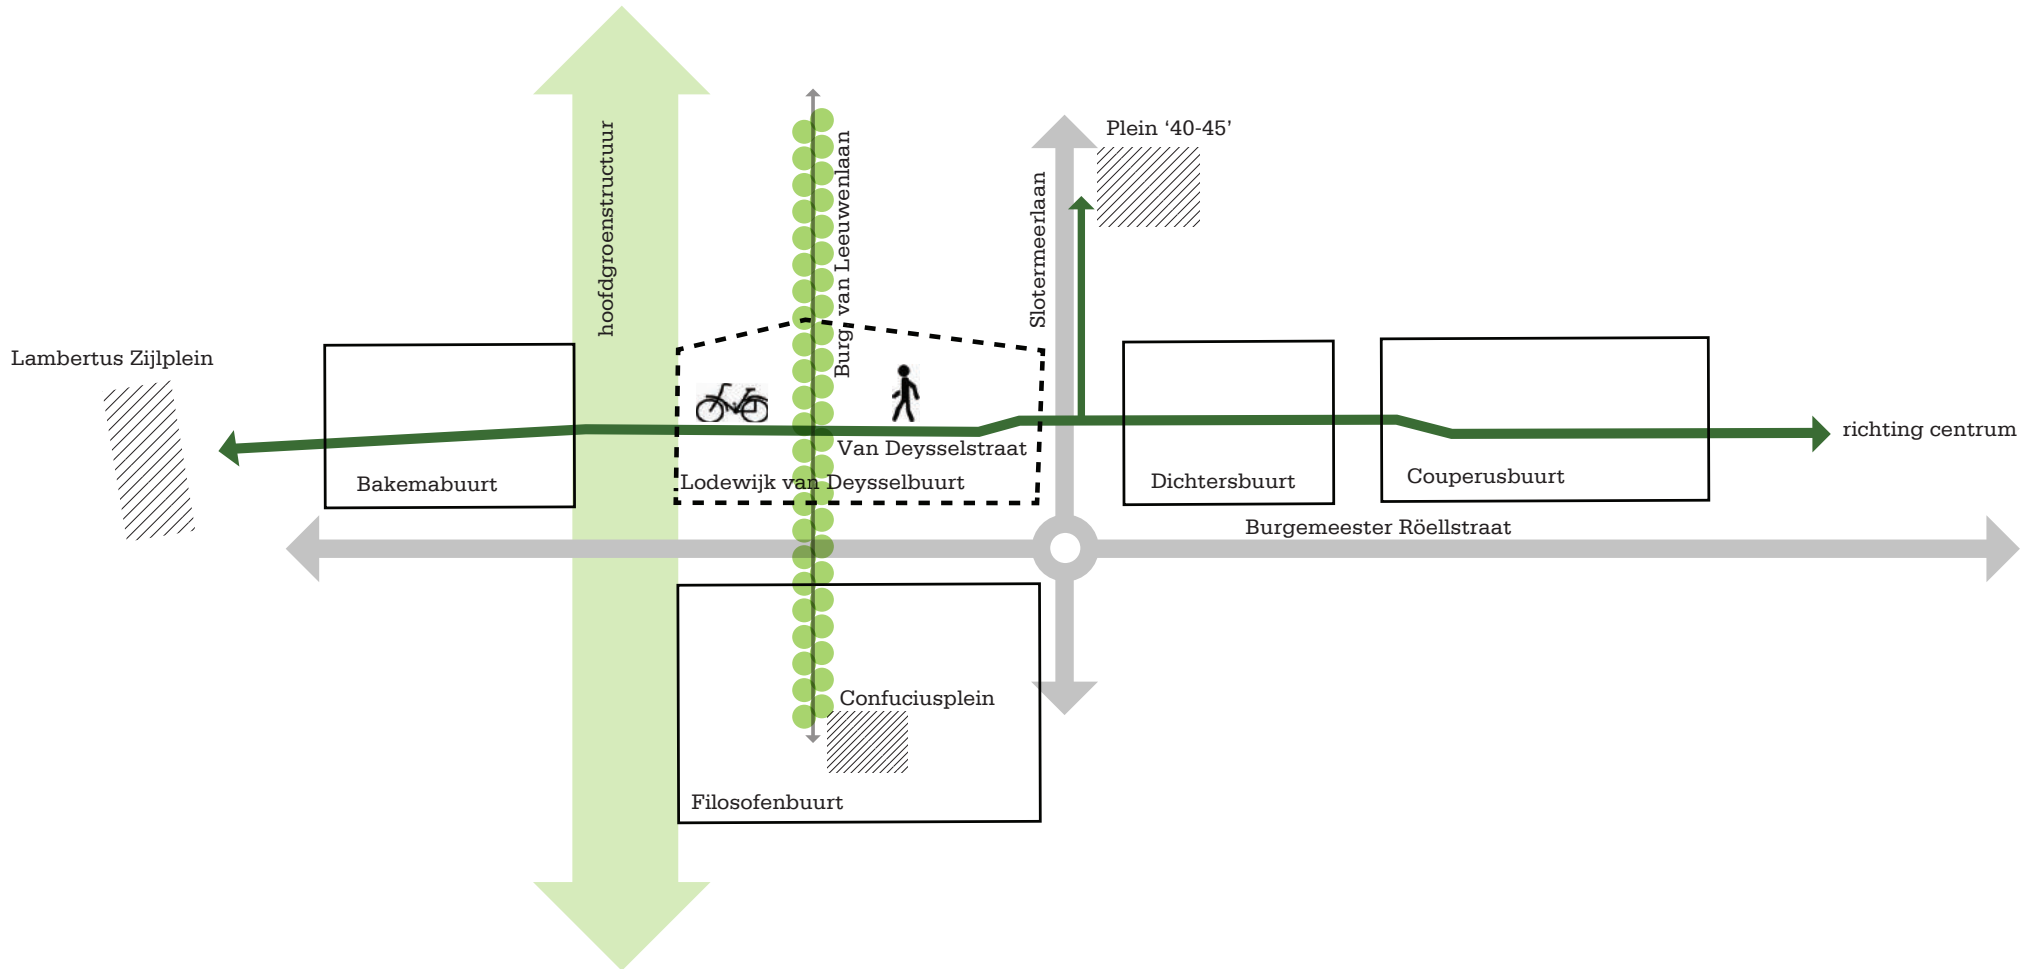 Plein ‘40-45’
hoofdgroenstructuur
Burg van Leeuwenlaan
Slotermeerlaan
Lambertus Zijlplein
richting centrum
Van Deysselstraat
Bakemabuurt
Lodewijk van Deysselbuurt
Dichtersbuurt
Couperusbuurt
Burgemeester Röellstraat
Confuciusplein
Filosofenbuurt